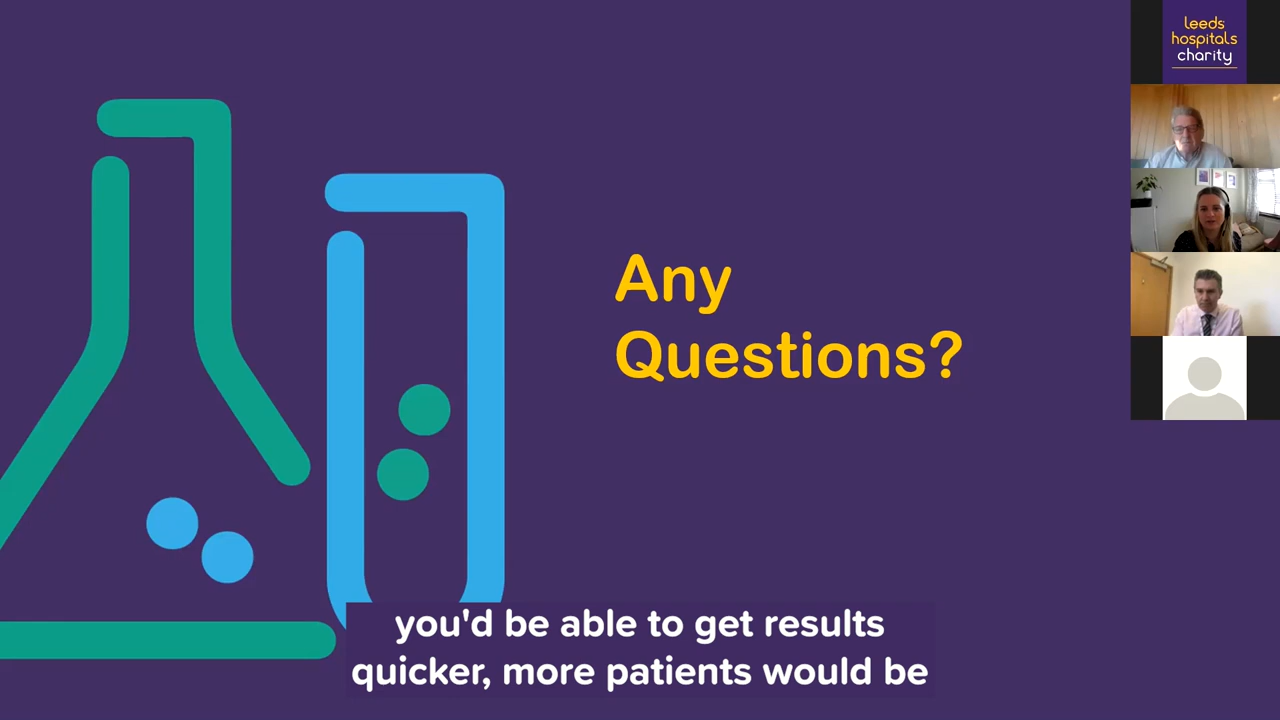 leeds
hospitals
charity
Any
Questions?
you'd be able to get results
quicker, more patients would be